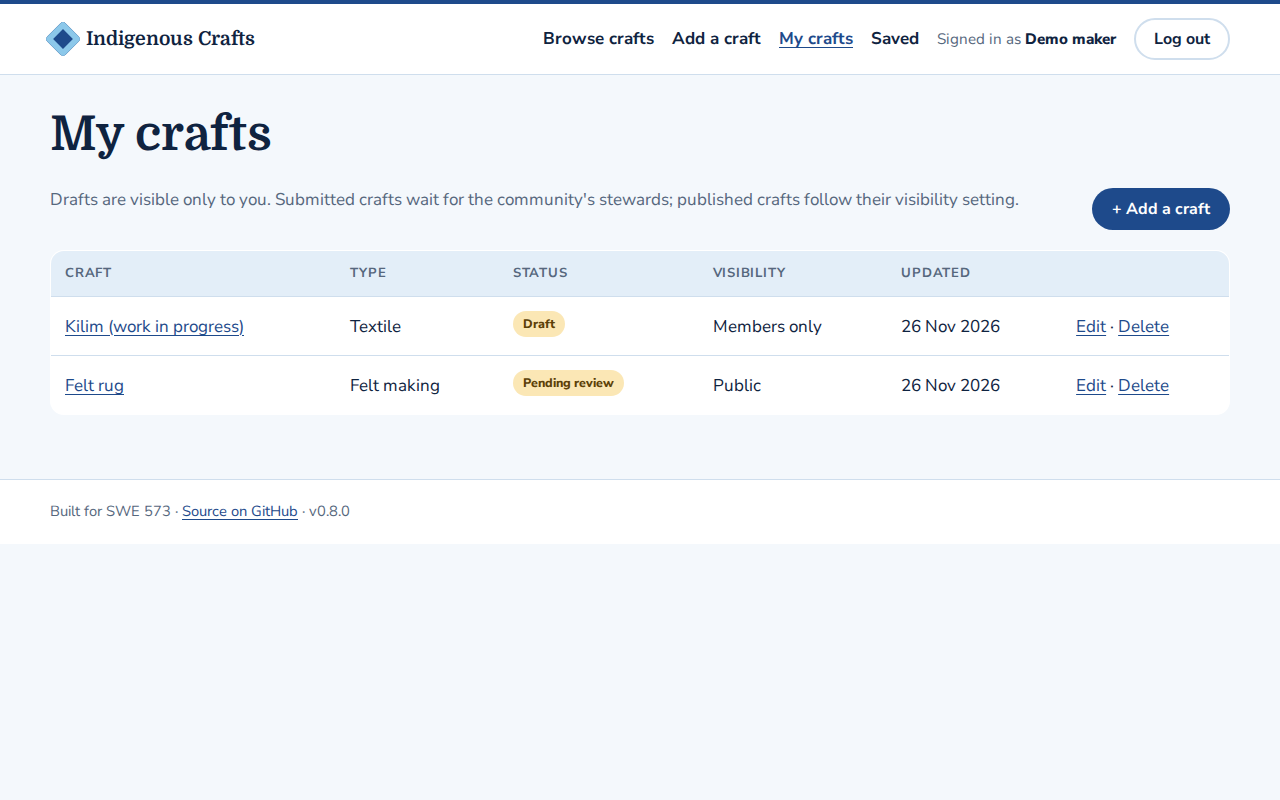 Indigenous Crafts
Browse crafts Add a craft My crafts Saved Signed in as Demo maker Log out
My crafts
Drafts are visible only to you. Submitted crafts wait for the community's stewards; published crafts follow their visibility setting.
+ Add a craft
CRAFT TYPE STATUS VISIBILITY UPDATED
Kilim (work in progress) Textile Draft Members only 26 Nov 2026 Edit · Delete
Felt rug Felt making Pending review Public 26 Nov 2026 Edit · Delete
Built for SWE 573 · Source on GitHub · v0.8.0